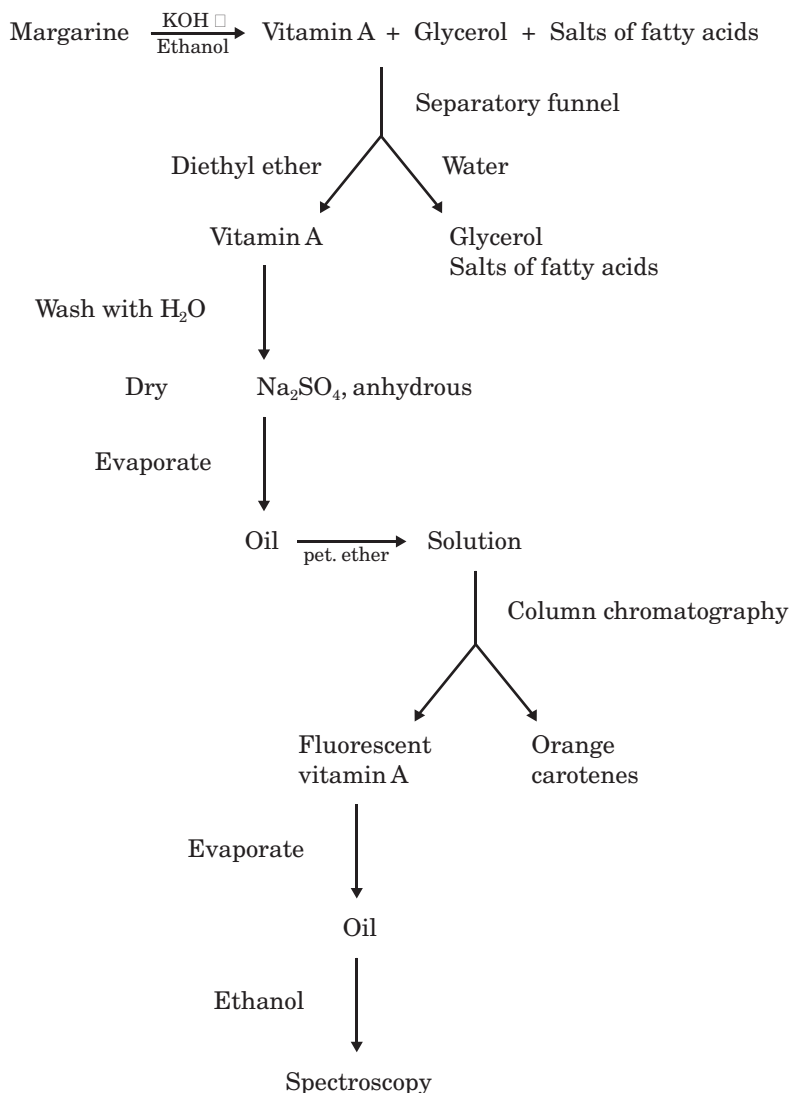 KOH □
Margarine Ethanol Vitamin A + Glycerol + Salts of fatty acids
Separatory funnel
Diethyl ether Water
Vitamin A Glycerol
Salts of fatty acids
Wash with H₂O
Dry Na₂SO₄, anhydrous
Evaporate
Oil pet. ether Solution
Column chromatography
Fluorescent Orange
vitamin A carotenes
Evaporate
Oil
Ethanol
Spectroscopy